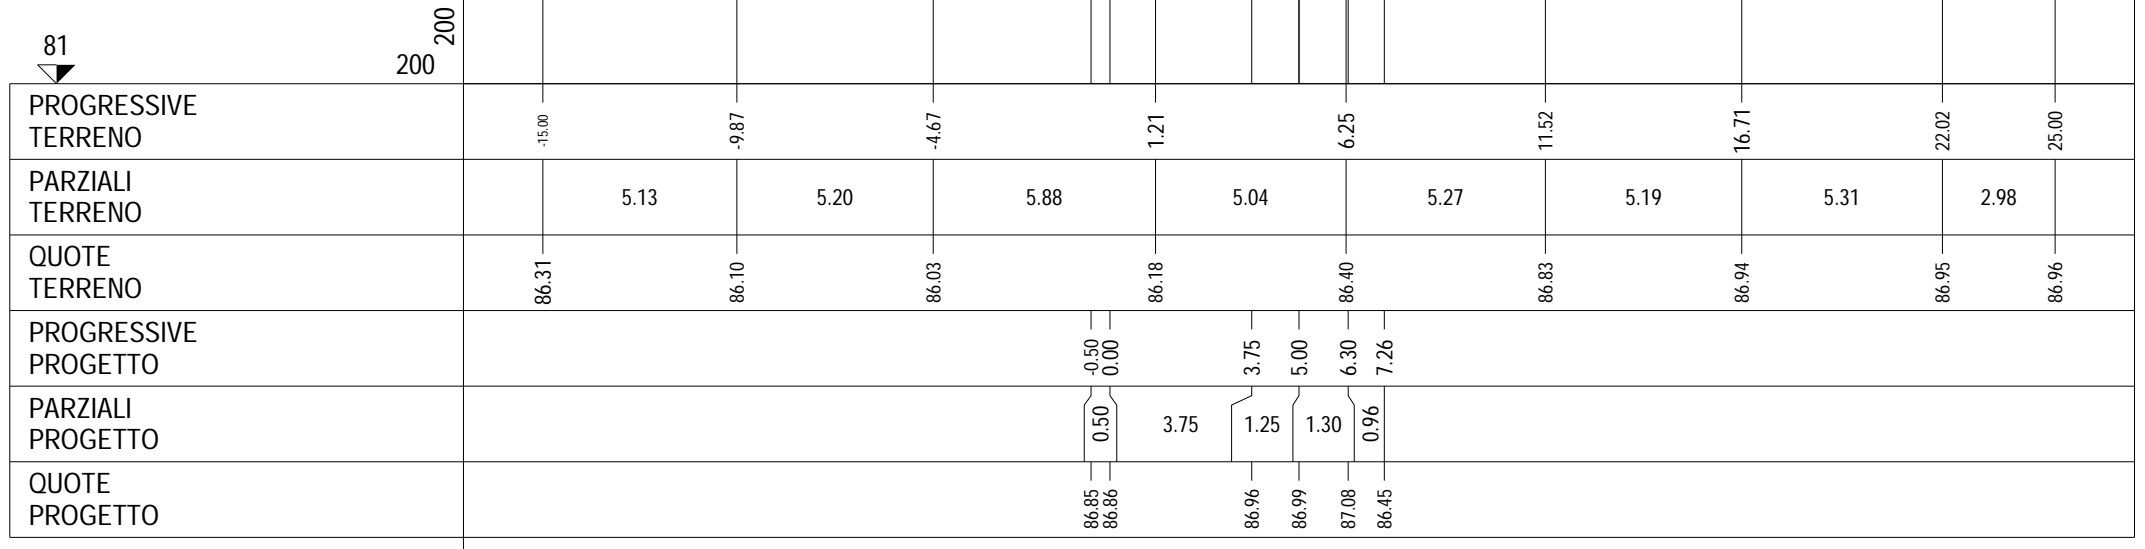 200
81
200
PROGRESSIVE
TERRENO
-15.00 -9.87 -4.67 1.21 6.25 11.52 16.71 22.02 25.00
PARZIALI
TERRENO
5.13 5.20 5.88 5.04 5.27 5.19 5.31 2.98
QUOTE
TERRENO
86.31 86.10 86.03 86.18 86.40 86.83 86.94 86.95 86.96
PROGRESSIVE
PROGETTO
-0.50 0.00 3.75 5.00 6.30 7.26
PARZIALI
PROGETTO
0.50 3.75 1.25 1.30 0.96
QUOTE
PROGETTO
86.85 86.86 86.96 86.99 87.08 86.45